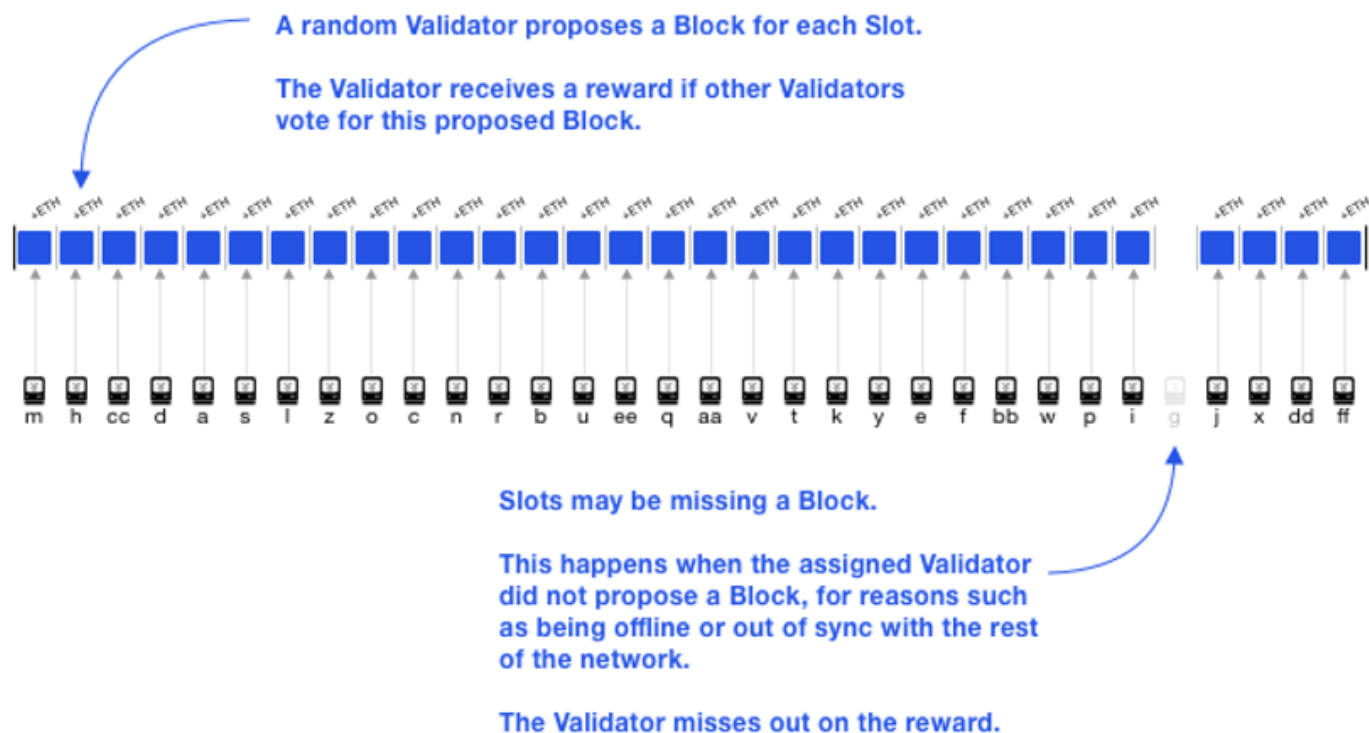 A random Validator proposes a Block for each Slot.
The Validator receives a reward if other Validators
vote for this proposed Block.
+ETH +ETH +ETH +ETH +ETH +ETH +ETH +ETH +ETH +ETH +ETH +ETH +ETH +ETH +ETH +ETH +ETH +ETH +ETH +ETH +ETH +ETH +ETH +ETH +ETH +ETH +ETH +ETH +ETH +ETH +ETH
m h cc d a s l z o c n r b u ee q aa v t k y e f bb w p i g j x dd ff
Slots may be missing a Block.
This happens when the assigned Validator
did not propose a Block, for reasons such
as being offline or out of sync with the rest
of the network.
The Validator misses out on the reward.